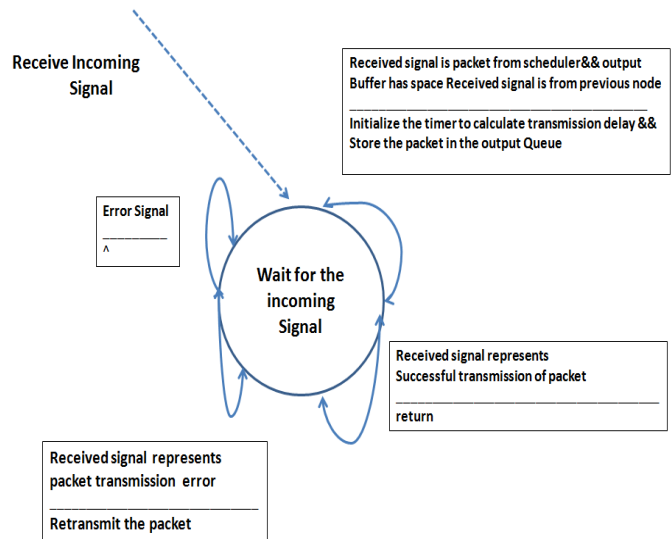 Receive Incoming
Signal
Received signal is packet from scheduler&& output
Buffer has space Received signal is from previous node
Initialize the timer to calculate transmission delay &&
Store the packet in the output Queue
Error Signal
^
Wait for the
incoming
Signal
Received signal represents
Successful transmission of packet
return
Received signal represents
packet transmission error
Retransmit the packet